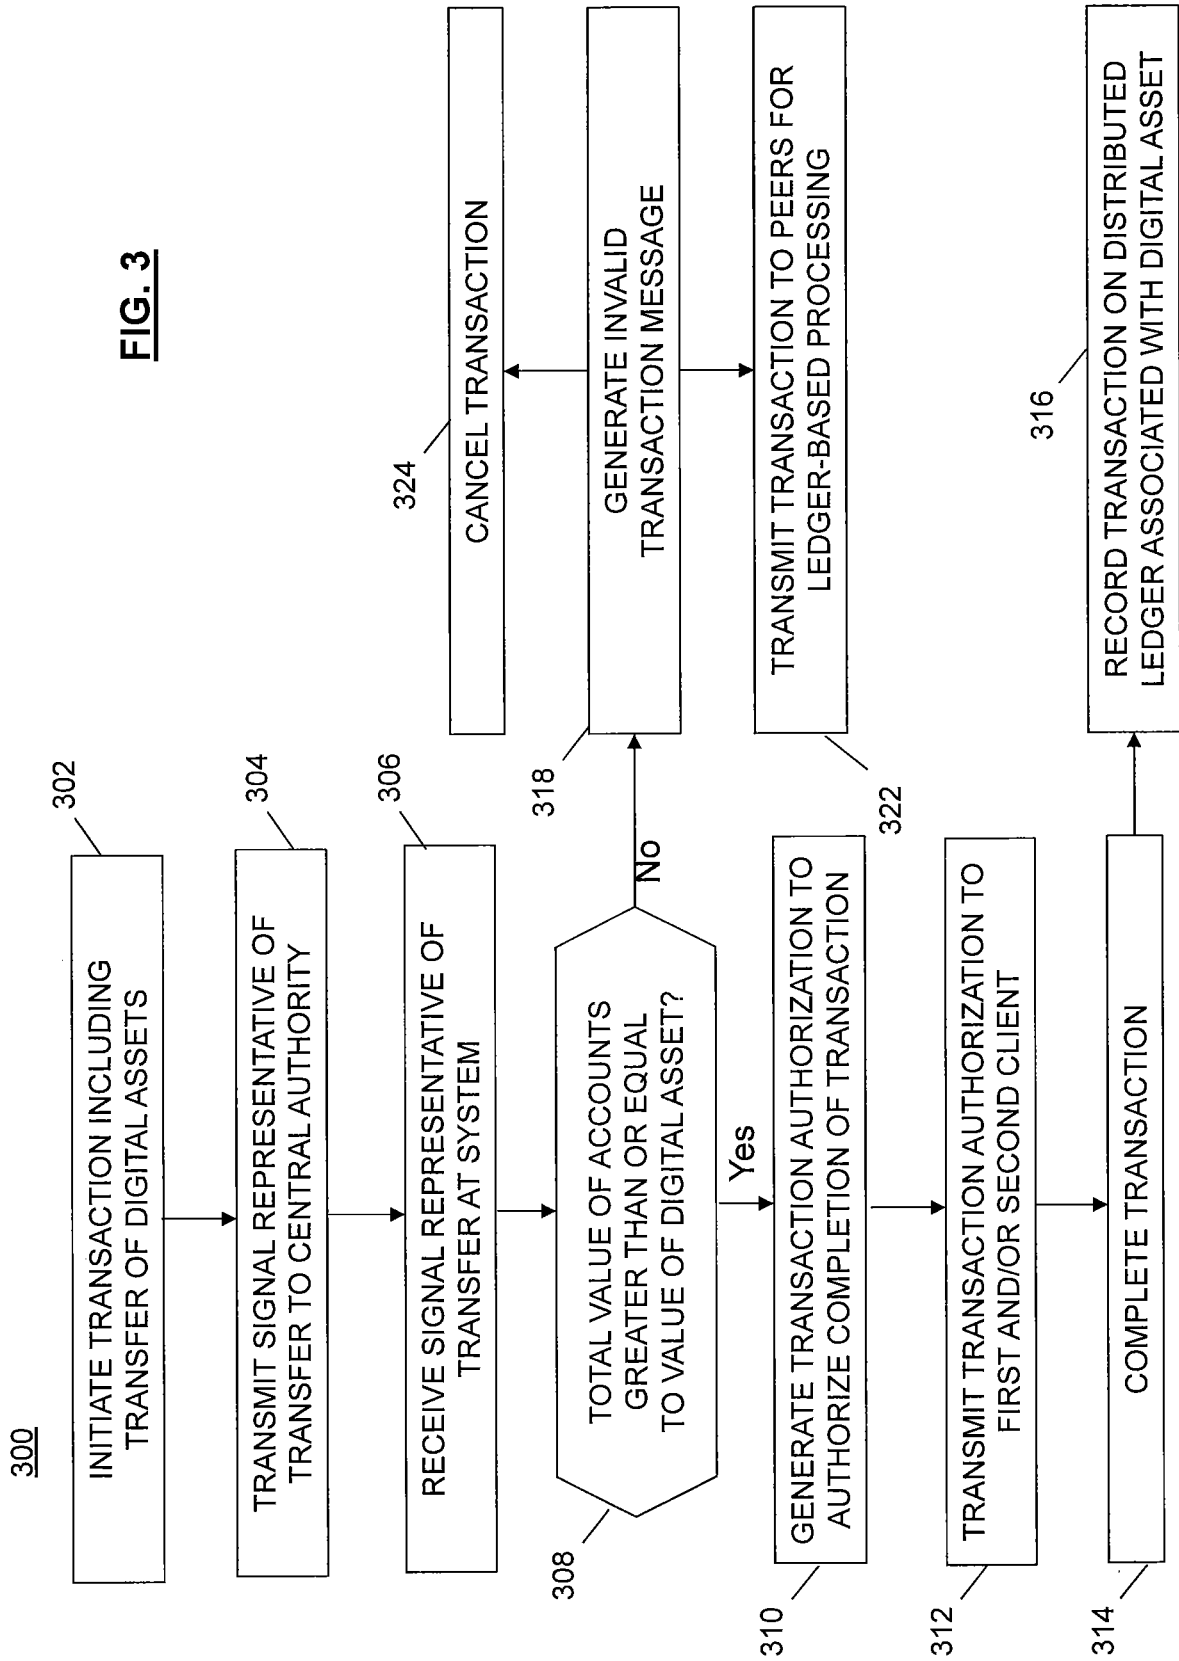 300
FIG. 3
302
INITIATE TRANSACTION INCLUDING
TRANSFER OF DIGITAL ASSETS
304
TRANSMIT SIGNAL REPRESENTATIVE OF
TRANSFER TO CENTRAL AUTHORITY
306
RECEIVE SIGNAL REPRESENTATIVE OF
TRANSFER AT SYSTEM
308
TOTAL VALUE OF ACCOUNTS
GREATER THAN OR EQUAL
TO VALUE OF DIGITAL ASSET?
No
Yes
324
CANCEL TRANSACTION
318
GENERATE INVALID
TRANSACTION MESSAGE
322
TRANSMIT TRANSACTION TO PEERS FOR
LEDGER-BASED PROCESSING
310
GENERATE TRANSACTION AUTHORIZATION TO
AUTHORIZE COMPLETION OF TRANSACTION
312
TRANSMIT TRANSACTION AUTHORIZATION TO
FIRST AND/OR SECOND CLIENT
314
COMPLETE TRANSACTION
316
RECORD TRANSACTION ON DISTRIBUTED
LEDGER ASSOCIATED WITH DIGITAL ASSET